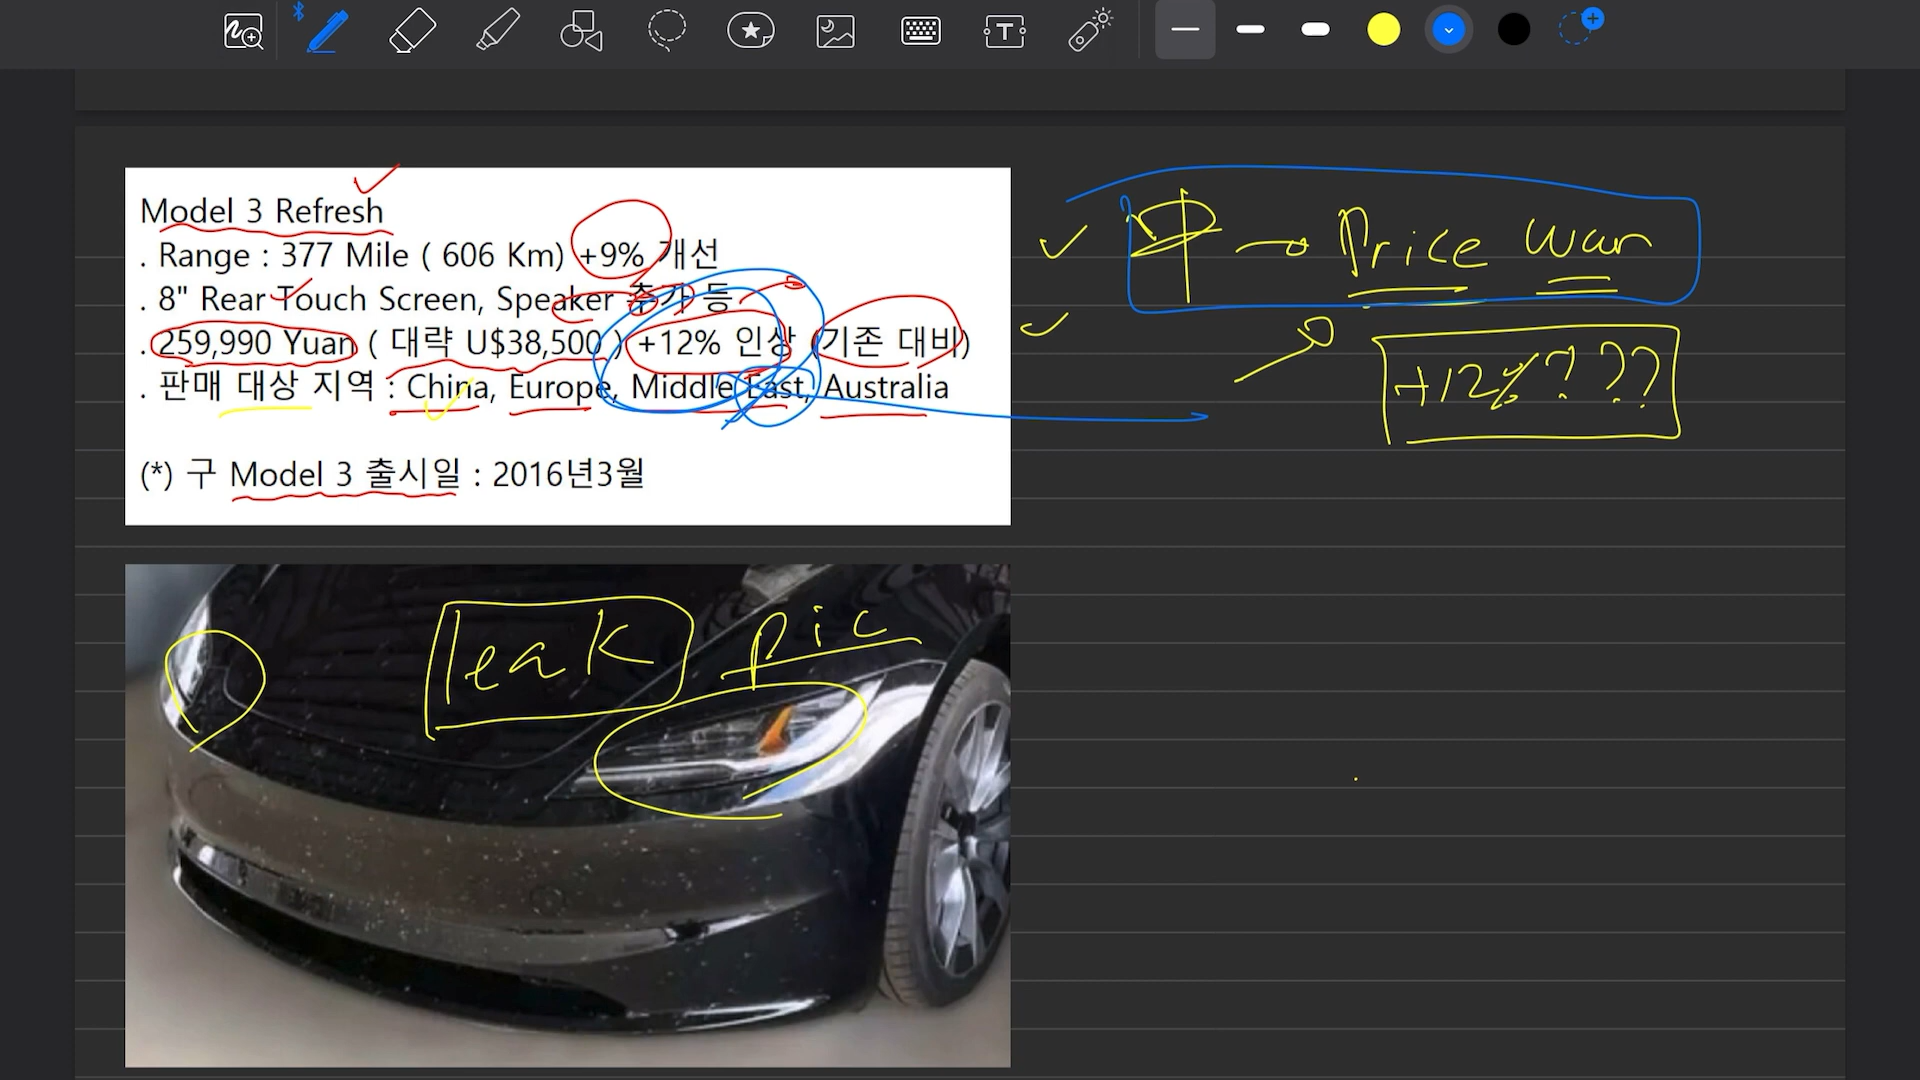 Model 3 Refresh
. Range : 377 Mile ( 606 Km) +9% 개선
. 8" Rear Touch Screen, Speaker 추가 등
. 259,990 Yuan ( 대략 U$38,500 ) +12% 인상 (기존 대비)
. 판매 대상 지역 : China, Europe, Middle East, Australia
(*) 구 Model 3 출시일 : 2016년3월
$ → Price War
+12%???
leak pic